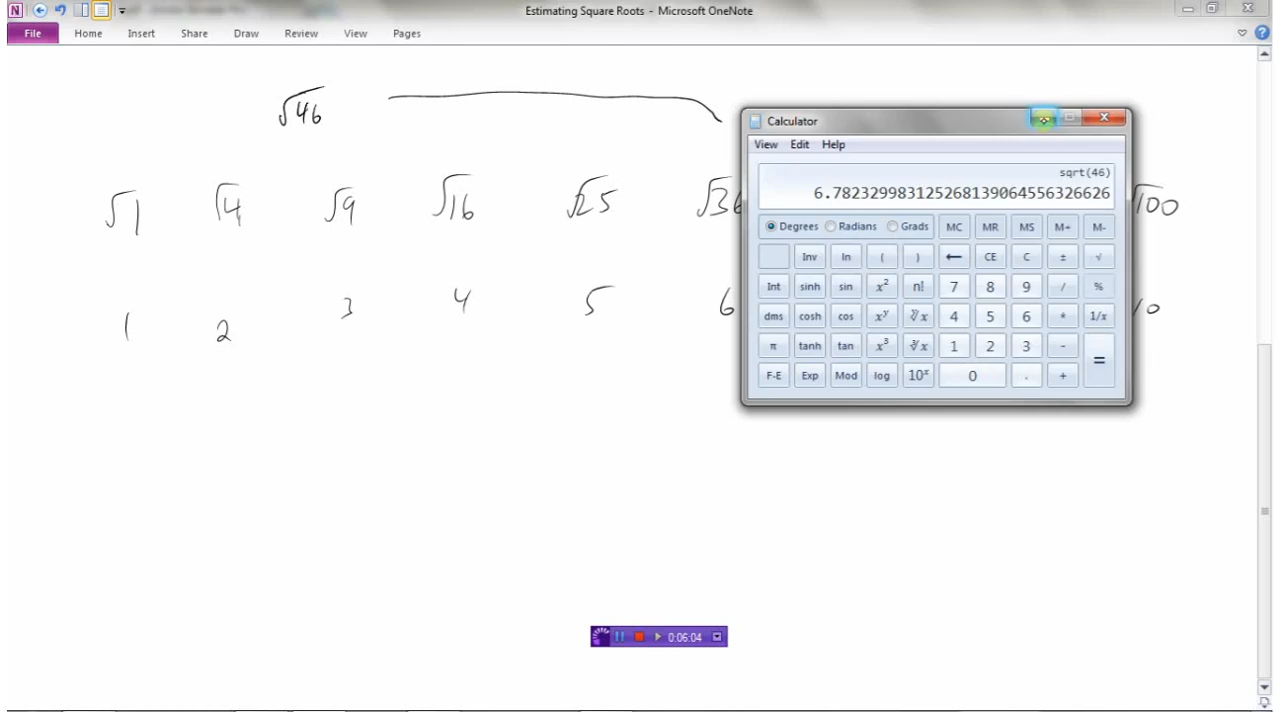 Estimating Square Roots - Microsoft OneNote
File Home Insert Share Draw Review View Pages
√46
Calculator
View Edit Help
sqrt(46)
6.7823299831252681390645563266​26
Degrees Radians Grads MC MR MS M+ M-
Inv ln ( ) ← CE C ± √
Int sinh sin x² n! 7 8 9 / %
dms cosh cos xʸ ʸ√x 4 5 6 * 1/x
π tanh tan x³ ³√x 1 2 3 - =
F-E Exp Mod log 10ˣ 0 . +
√1 √4 √9 √16 √25 √36 √100
1 2 3 4 5 6 10
0:06:04